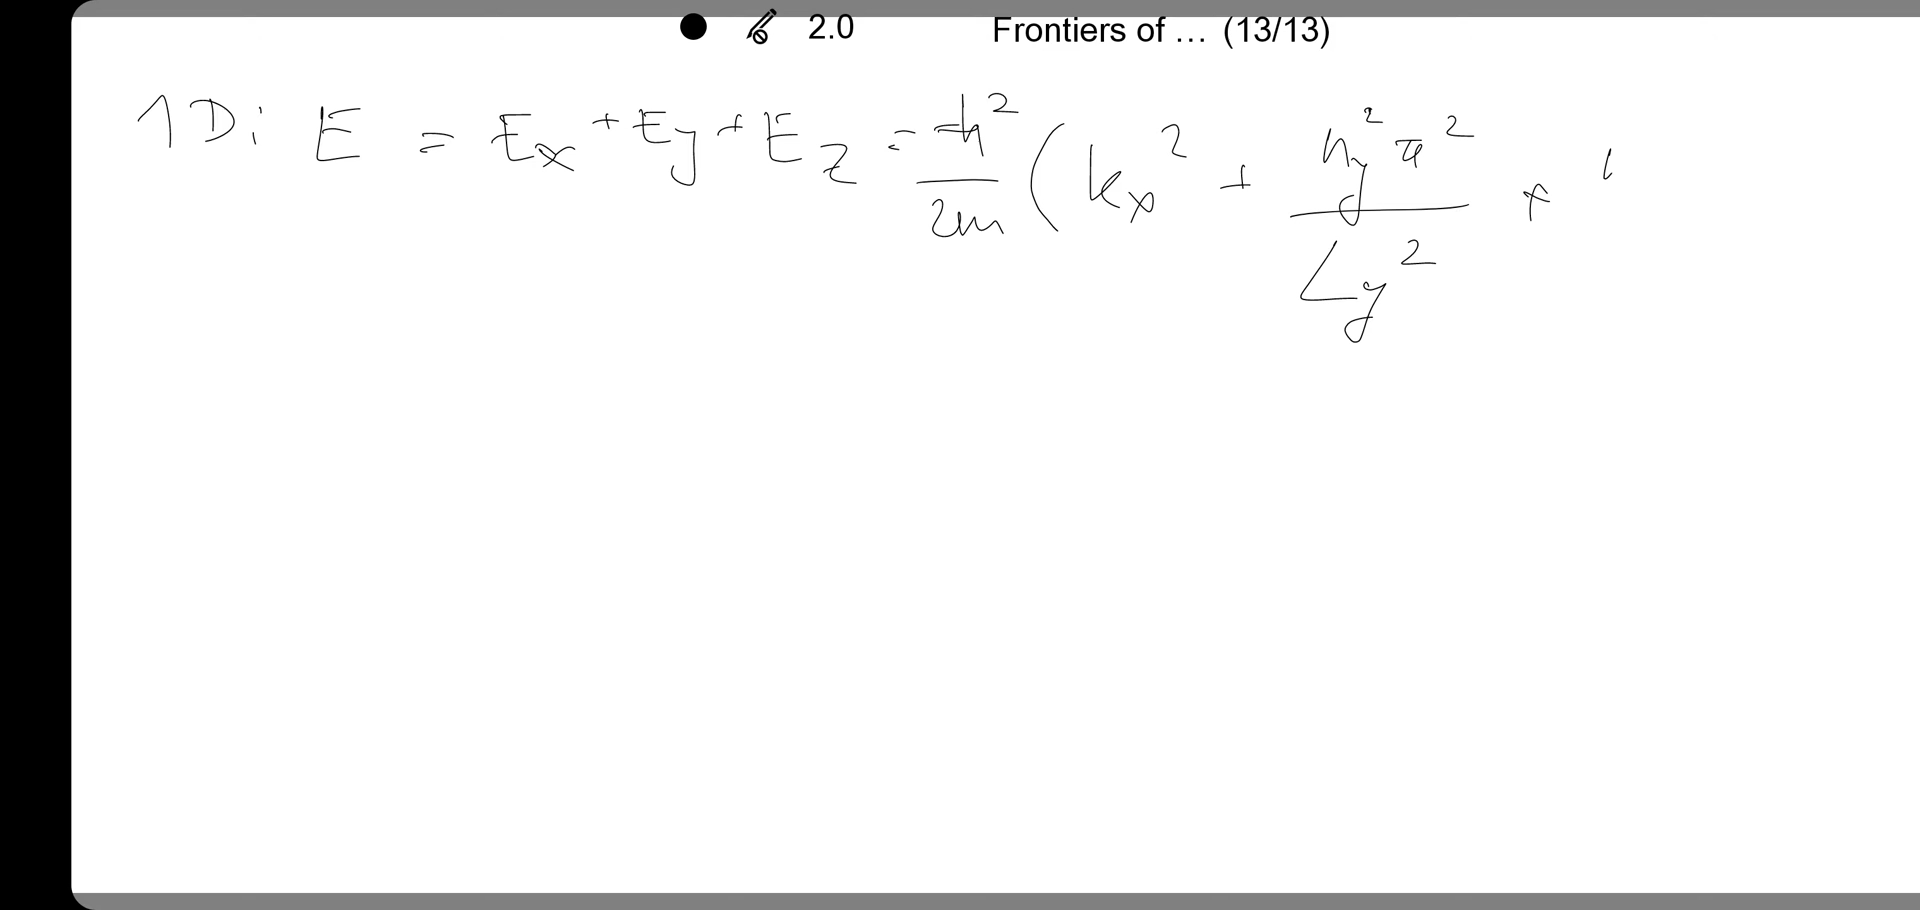 2.0 Frontiers of … (13/13)
1D: E = Ex + Ey + Ez = ħ²/2m (kx² + ny²π²/Ly² +